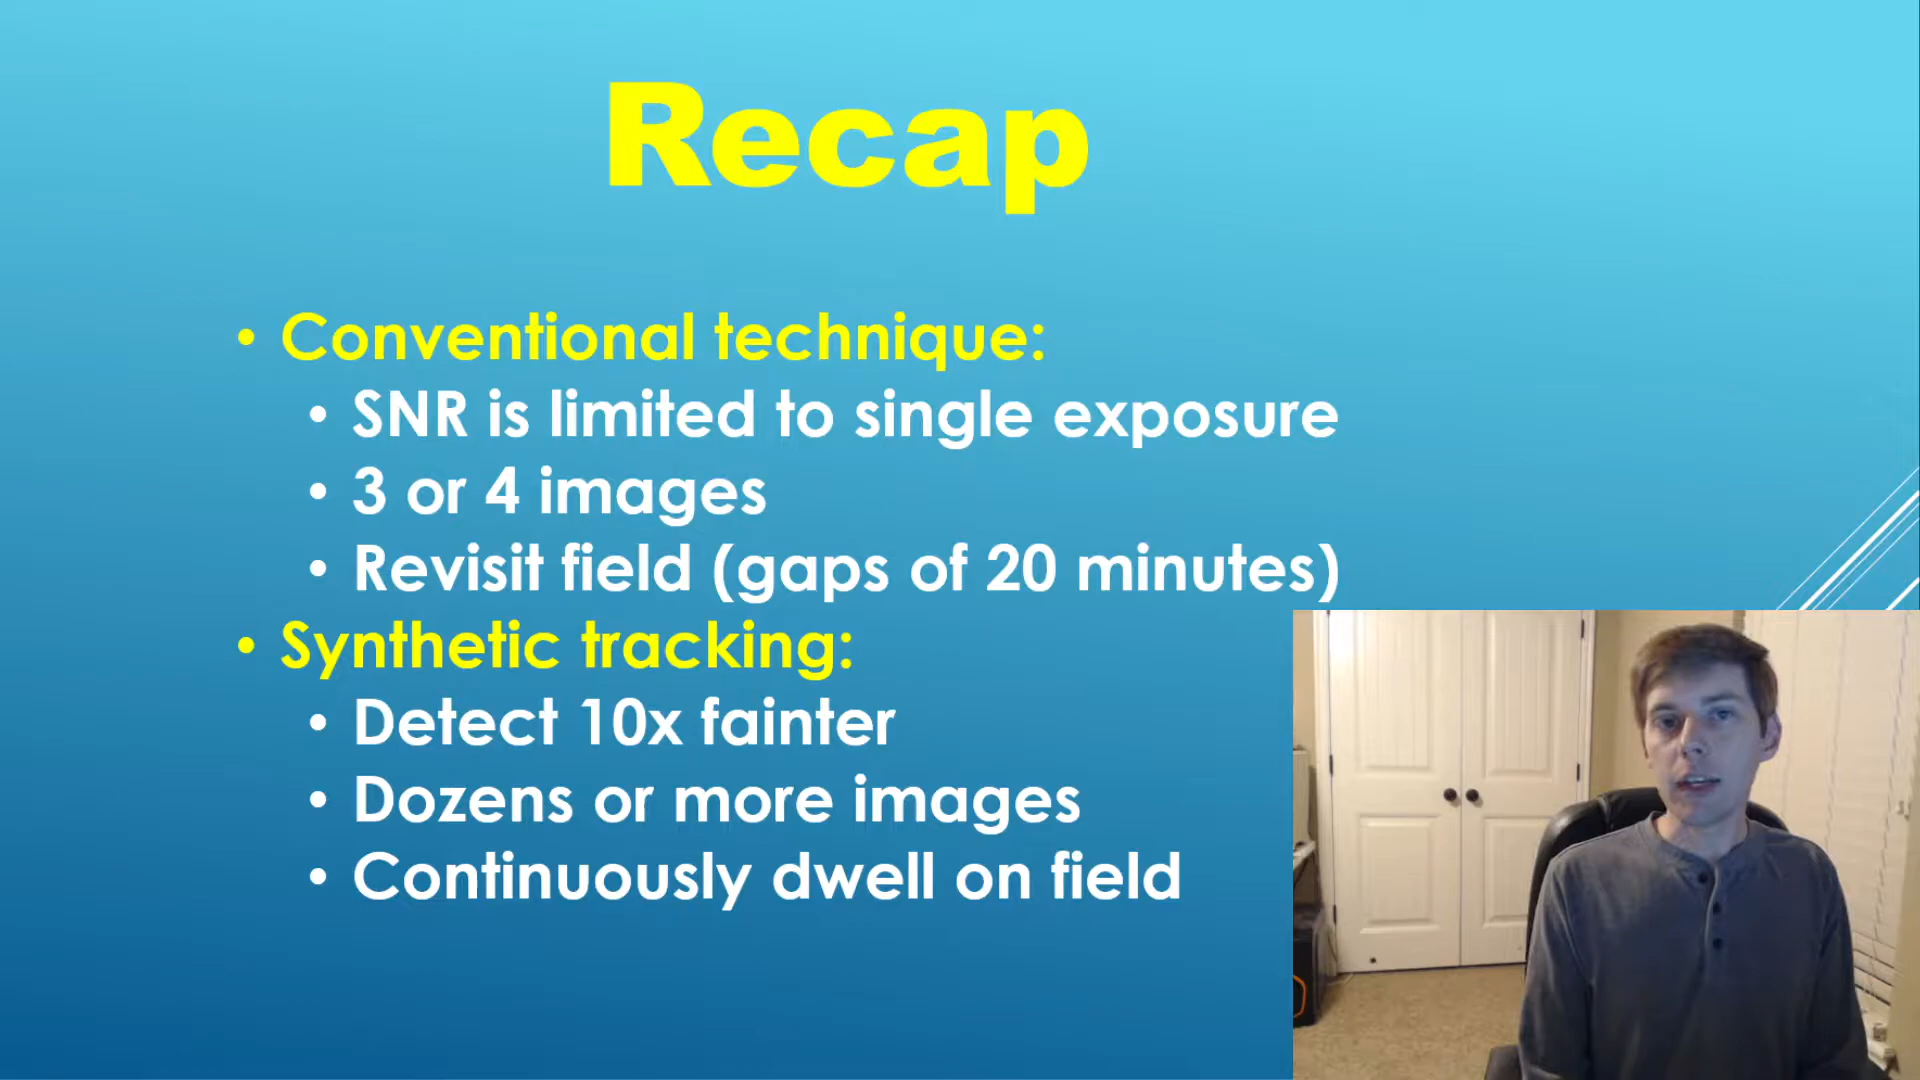 Recap
• Conventional technique:
• SNR is limited to single exposure
• 3 or 4 images
• Revisit field (gaps of 20 minutes)
• Synthetic tracking:
• Detect 10x fainter
• Dozens or more images
• Continuously dwell on field